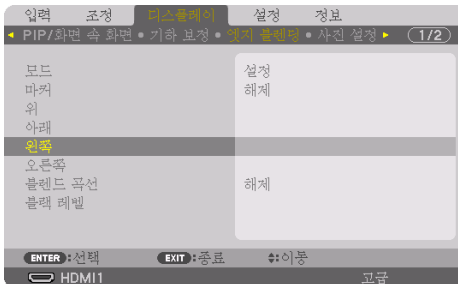 입력 조정 디스플레이 설정 정보
◂ PIP/화면 속 화면 • 기하 보정 • 엣지 블렌딩 • 사진 설정 ▸ (1/2)
모드 설정
마커 해제
위
아래
왼쪽
오른쪽
블렌드 곡선 해제
블랙 레벨
ENTER:선택 EXIT:종료 ⬍:이동
HDMI1 고급